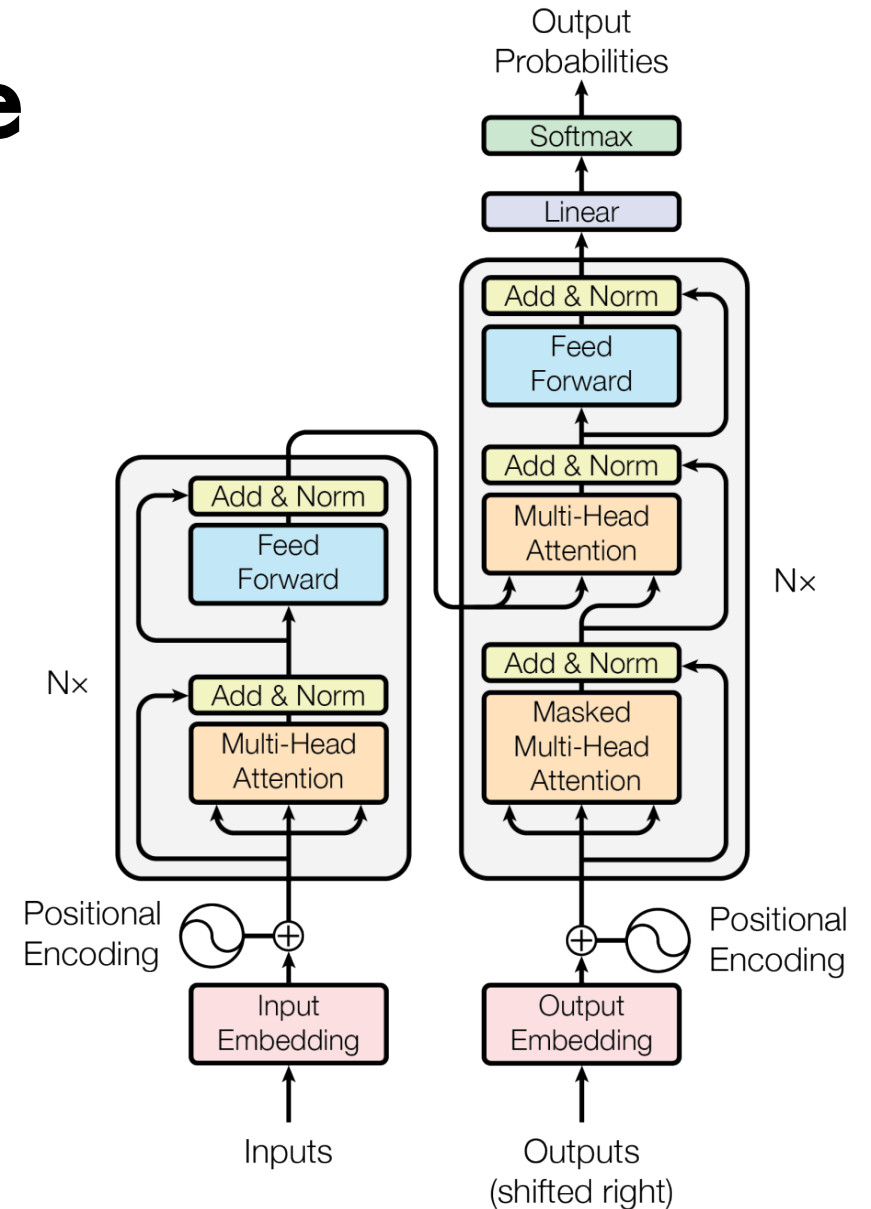 e
Output
Probabilities
Softmax
Linear
Add & Norm
Feed
Forward
Add & Norm
Multi-Head
Attention
Add & Norm
Masked
Multi-Head
Attention
N×
Add & Norm
Feed
Forward
Add & Norm
Multi-Head
Attention
N×
Positional
Encoding
Positional
Encoding
Input
Embedding
Output
Embedding
Inputs
Outputs
(shifted right)